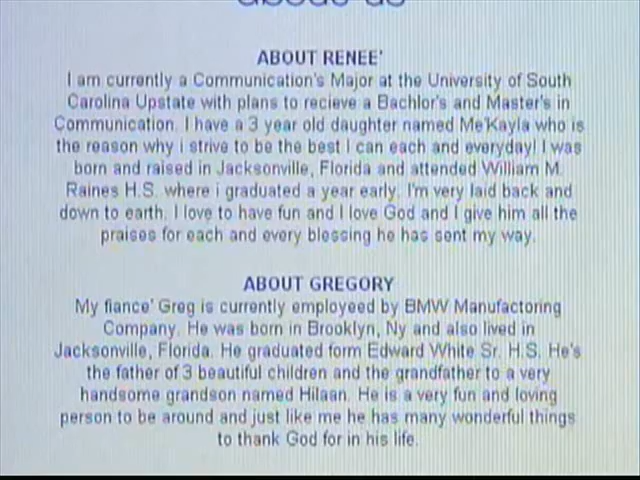 about us
ABOUT RENEE'
I am currently a Communication's Major at the University of South
Carolina Upstate with plans to recieve a Bachlor's and Master's in
Communication. I have a 3 year old daughter named Me'Kayla who is
the reason why i strive to be the best I can each and everyday! I was
born and raised in Jacksonville, Florida and attended William M.
Raines H.S. where i graduated a year early. I'm very laid back and
down to earth. I love to have fun and I love God and I give him all the
praises for each and every blessing he has sent my way.
ABOUT GREGORY
My fiance' Greg is currently employeed by BMW Manufactoring
Company. He was born in Brooklyn, Ny and also lived in
Jacksonville, Florida. He graduated form Edward White Sr. H.S. He's
the father of 3 beautiful children and the grandfather to a very
handsome grandson named Hilaan. He is a very fun and loving
person to be around and just like me he has many wonderful things
to thank God for in his life.